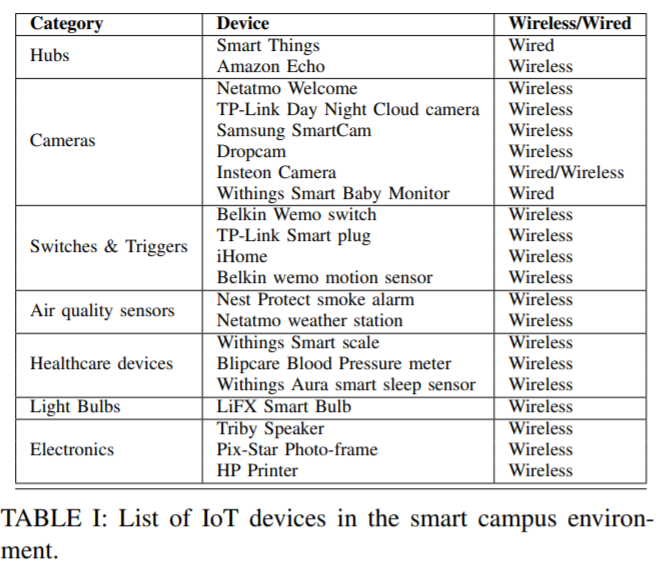 Category Device Wireless/Wired
Hubs Smart Things Wired
Amazon Echo Wireless
Cameras Netatmo Welcome Wireless
TP-Link Day Night Cloud camera Wireless
Samsung SmartCam Wireless
Dropcam Wireless
Insteon Camera Wired/Wireless
Withings Smart Baby Monitor Wired
Switches & Triggers Belkin Wemo switch Wireless
TP-Link Smart plug Wireless
iHome Wireless
Belkin wemo motion sensor Wireless
Air quality sensors Nest Protect smoke alarm Wireless
Netatmo weather station Wireless
Healthcare devices Withings Smart scale Wireless
Blipcare Blood Pressure meter Wireless
Withings Aura smart sleep sensor Wireless
Light Bulbs LiFX Smart Bulb Wireless
Electronics Triby Speaker Wireless
Pix-Star Photo-frame Wireless
HP Printer Wireless
TABLE I: List of IoT devices in the smart campus environ-
ment.